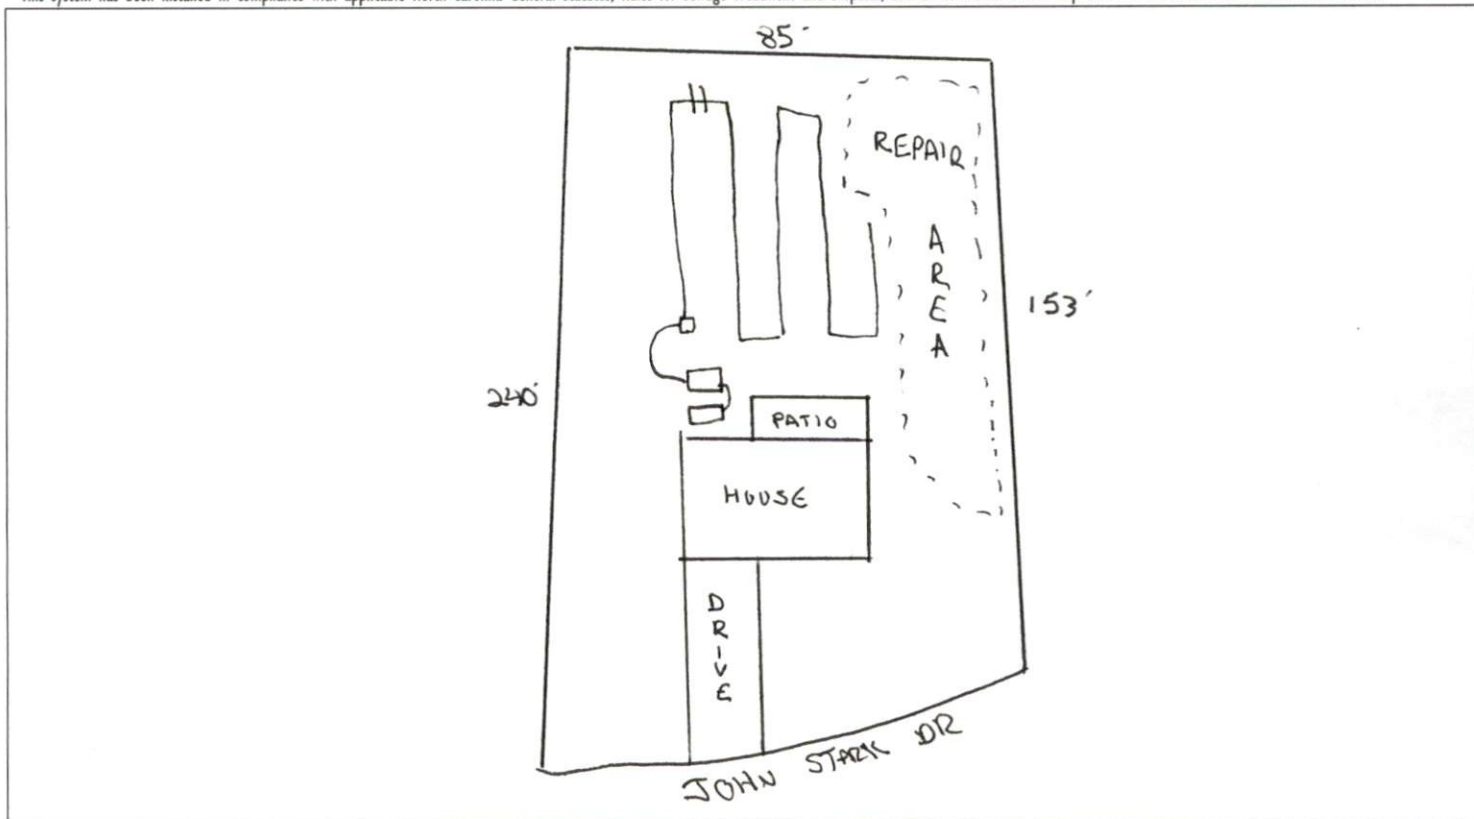 85'
REPAIR
AREA
153'
240'
PATIO
HOUSE
DRIVE
JOHN STARK DR